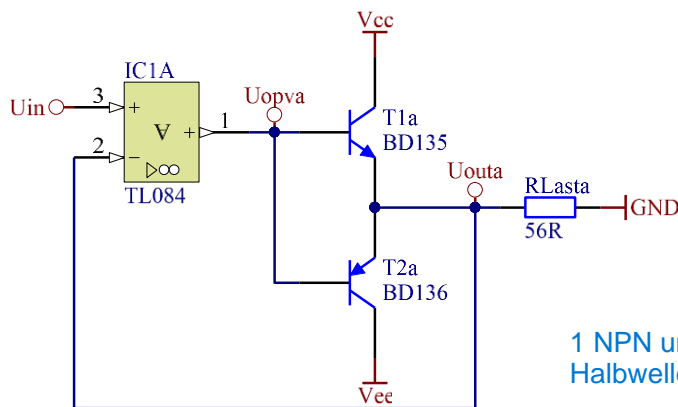 Vcc
IC1A
Uin
3
+
A
+
1
Uopva
T1a
BD135
Uouta
RLasta
2
−
TL084
GND
56R
T2a
BD136
Vee
1 NPN
Halbwelle